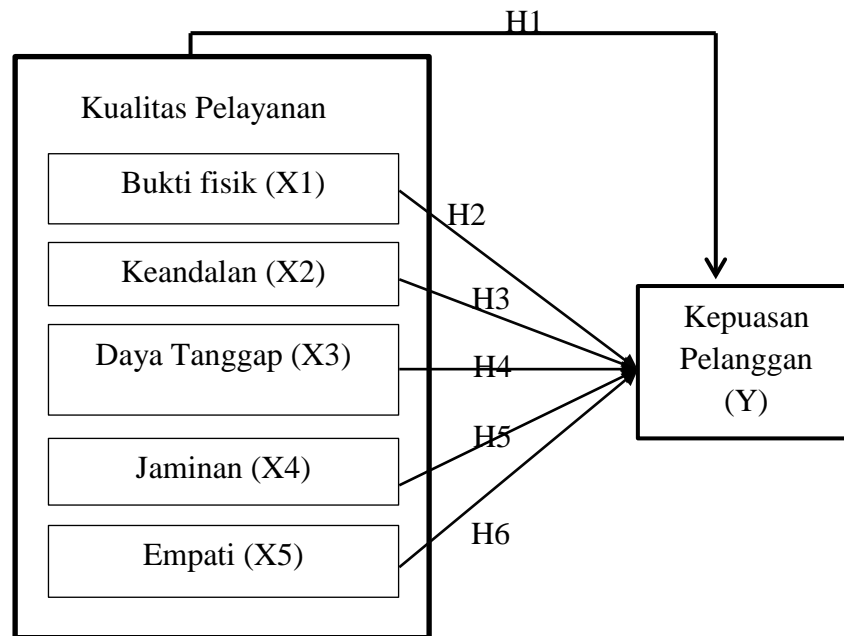 H1
Kualitas Pelayanan
Bukti fisik (X1)
H2
Keandalan (X2)
H3
Kepuasan
Pelanggan
(Y)
Daya Tanggap (X3)
H4
H5
Jaminan (X4)
H6
Empati (X5)